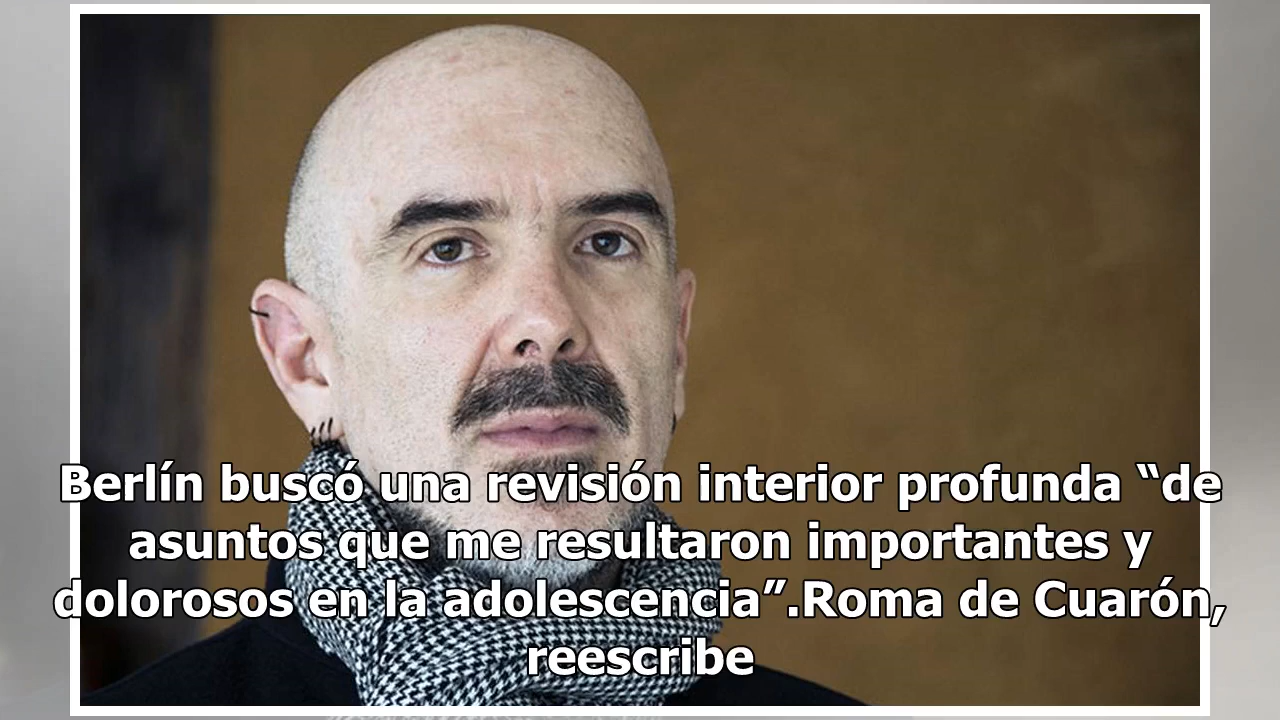 Berlín buscó una revisión interior profunda “de
asuntos que me resultaron importantes y
dolorosos en la adolescencia”.Roma de Cuarón,
reescribe